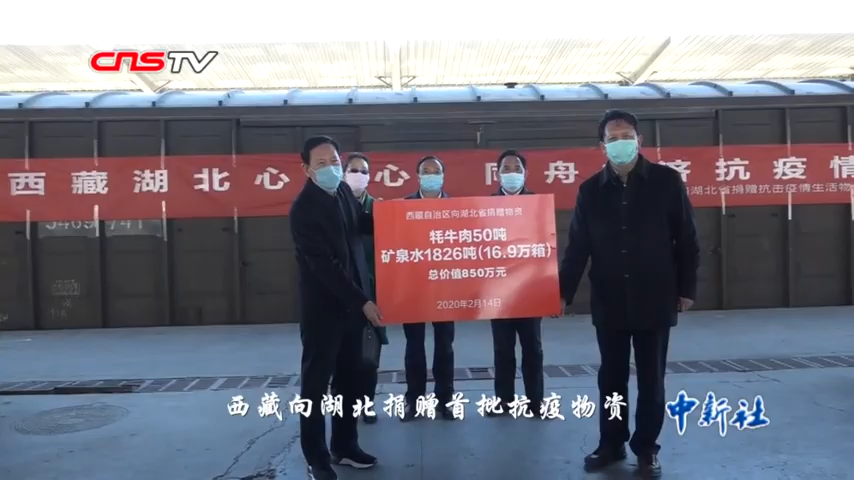 CNSTV
西藏湖北心 心 同舟 济抗疫情
向湖北省捐赠抗击疫情生活物
西藏自治区向湖北省捐赠物资
牦牛肉50吨
矿泉水1826吨(16.9万箱)
总价值850万元
2020年2月14日
西藏向湖北捐赠首批抗疫物资
中新社